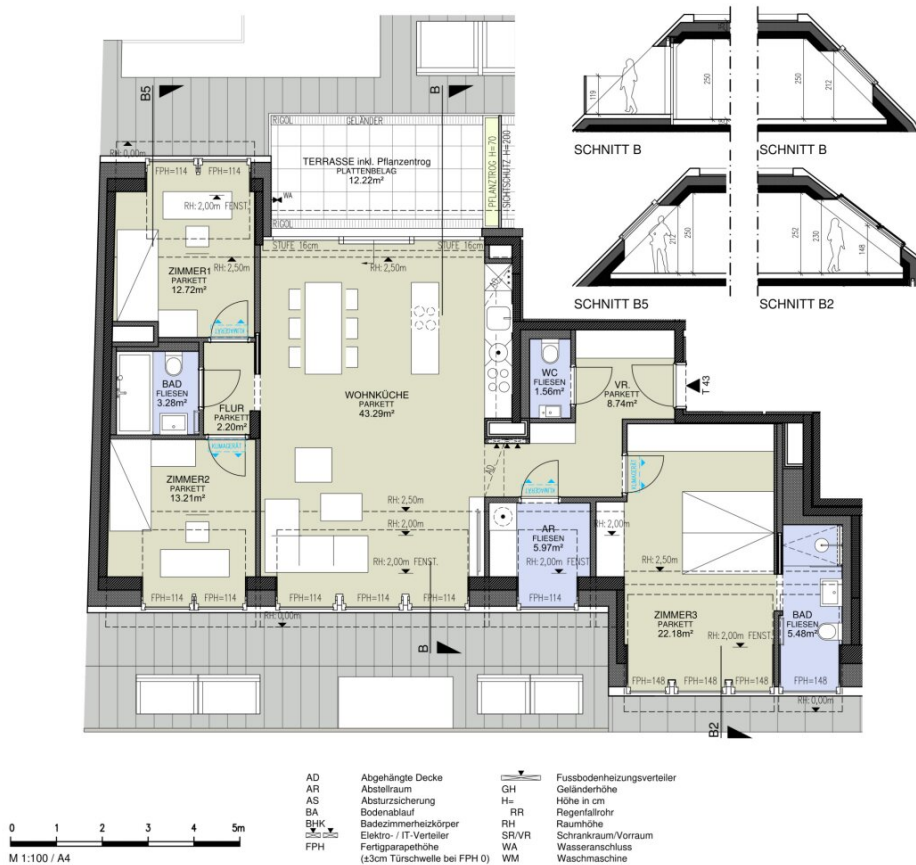 SCHNITT B
SCHNITT B
119
250
250
212
SCHNITT B5
SCHNITT B2
250
252
230
148
B5
B
RH: 0,00m
RIGOL
GELÄNDER
TERRASSE inkl. Pflanzentrog
PLATTENBELAG
12.22m²
PFLANZTROG H=70
SICHTSCHUTZ H=200
WA
RIGOL
FPH=114
FPH=114
RH: 2,00m FENST.
STUFE 16cm
STUFE 16cm
RH: 2,50m
RH: 2,50m
ZIMMER1
PARKETT
12.72m²
KLIMAGERÄT
BAD
FLIESEN
3.28m²
FLUR
PARKETT
2.20m²
WOHNKÜCHE
PARKETT
43.29m²
AS
WC
FLIESEN
1.56m²
VR.
PARKETT
8.74m²
T 43
KLIMAGERÄT
ZIMMER2
PARKETT
13.21m²
AD
KLIMAGERÄT
KLIMAGERÄT
RH: 2,50m
RH: 2,00m
RH: 2,00m FENST.
AR
FLIESEN
5.97m²
RH: 2,00m FENST.
RH: 2,00m
RH: 2,50m
FPH=114
FPH=114
FPH=114
FPH=114
FPH=114
FPH=114
RH: 0,00m
ZIMMER3
PARKETT
22.18m²
RH: 2,00m FENST.
BAD
FLIESEN
5.48m²
FPH=148
FPH=148
FPH=148
FPH=148
RH: 0,00m
B
B2
AD Abgehängte Decke
AR Abstellraum
AS Absturzsicherung
BA Bodenablauf
BHK Badezimmerheizkörper
Elektro- / IT-Verteiler
FPH Fertigparapethöhe
(±3cm Türschwelle bei FPH 0)
Fussbodenheizungsverteiler
GH Geländerhöhe
H= Höhe in cm
RR Regenfallrohr
RH Raumhöhe
SR/VR Schrankraum/Vorraum
WA Wasseranschluss
WM Waschmaschine
0 1 2 3 4 5m
M 1:100 / A4